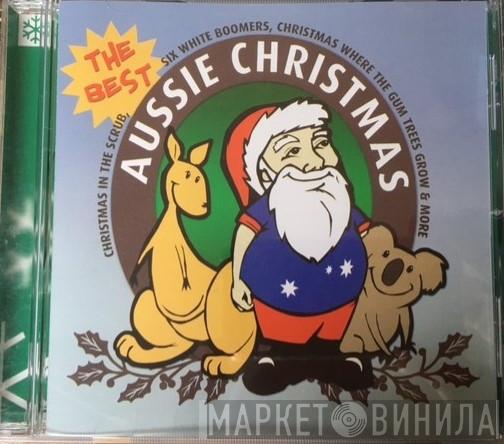 THE
BEST
AUSSIE CHRISTMAS
CHRISTMAS IN THE SCRUB, SIX WHITE BOOMERS, CHRISTMAS WHERE THE GUM TREES GROW & MORE
МАРКЕТ ВИНИЛА